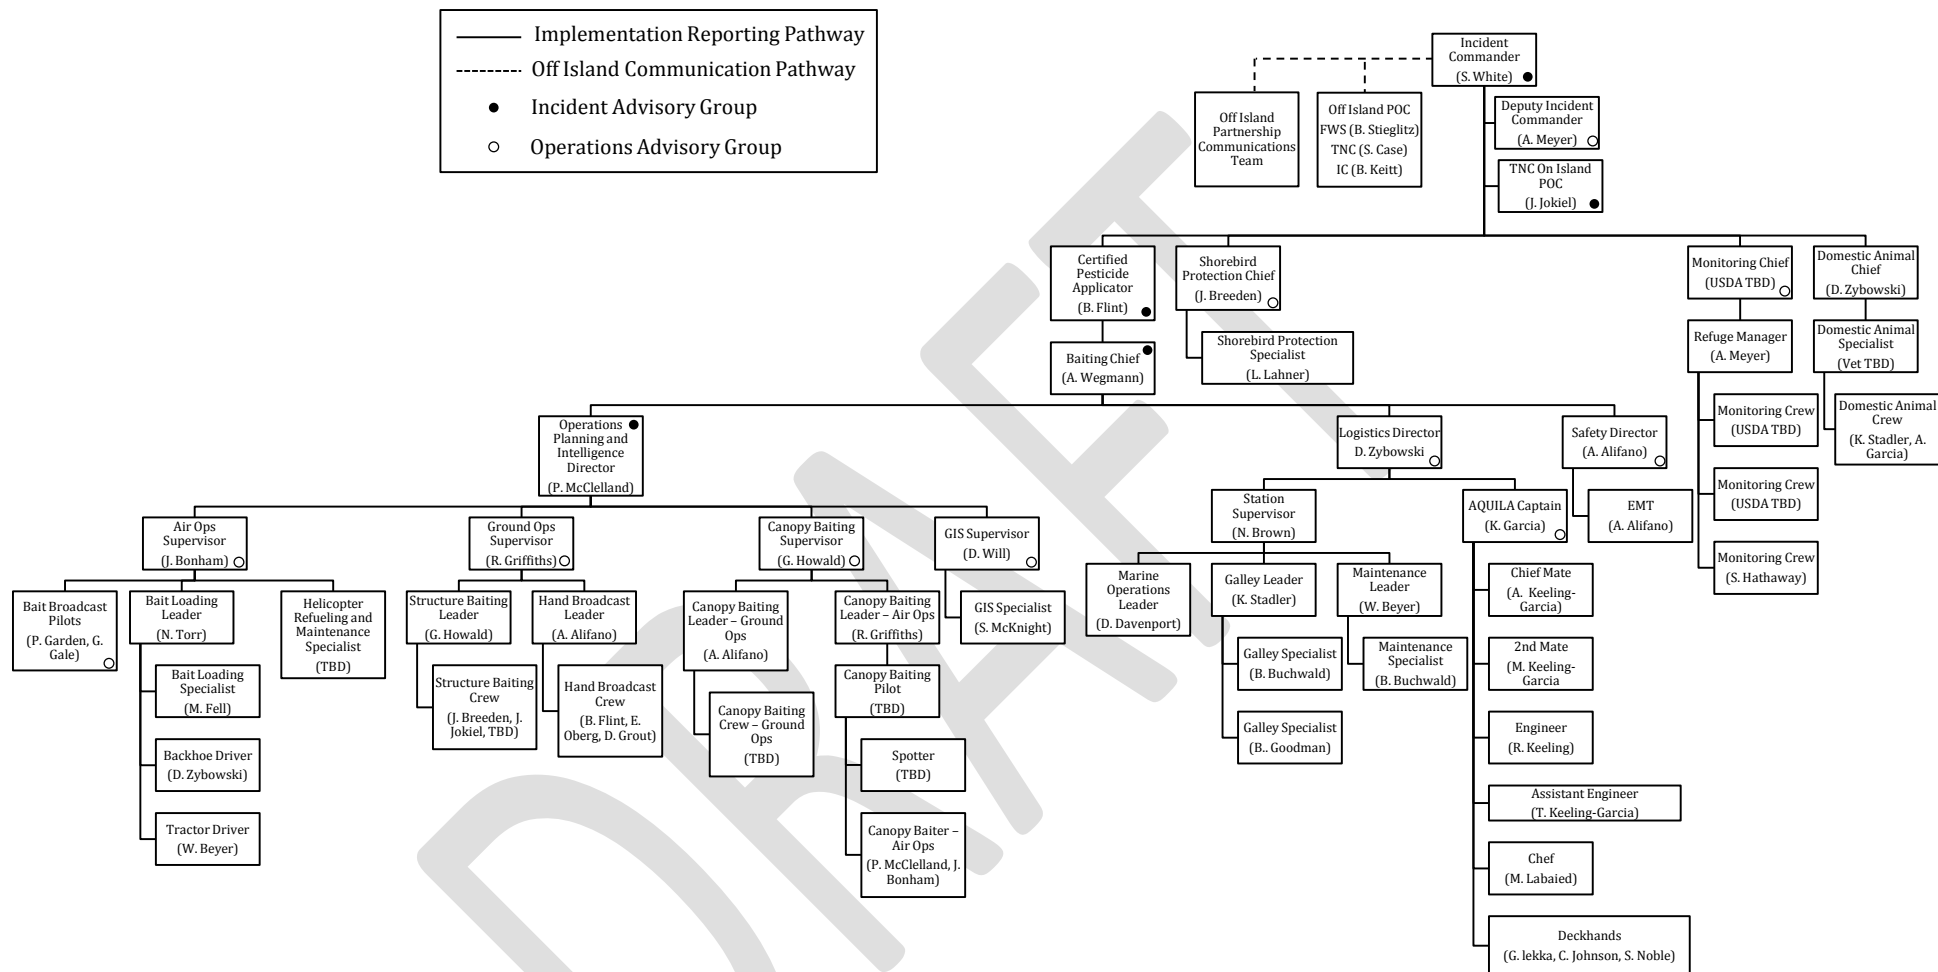 Implementation Reporting Pathway
Off Island Communication Pathway
Incident Advisory Group
Operations Advisory Group
Incident
Commander
(S. White)
Off Island
Partnership
Communications
Team
Off Island POC
FWS (B. Stieglitz)
TNC (S. Case)
IC (B. Keitt)
Deputy Incident
Commander
(A. Meyer)
TNC On Island
POC
(J. Jokiel)
Certified
Pesticide
Applicator
(B. Flint)
Shorebird
Protection Chief
(J. Breeden)
Monitoring Chief
(USDA TBD)
Domestic Animal
Chief
(D. Zybowski)
Baiting Chief
(A. Wegmann)
Shorebird Protection
Specialist
(L. Lahner)
Refuge Manager
(A. Meyer)
Domestic Animal
Specialist
(Vet TBD)
Monitoring Crew
(USDA TBD)
Domestic Animal
Crew
(K. Stadler, A.
Garcia)
Monitoring Crew
(USDA TBD)
Monitoring Crew
(S. Hathaway)
Operations
Planning and
Intelligence
Director
(P. McClelland)
Logistics Director
D. Zybowski
Safety Director
(A. Alifano)
Station
Supervisor
(N. Brown)
AQUILA Captain
(K. Garcia)
EMT
(A. Alifano)
Air Ops
Supervisor
(J. Bonham)
Ground Ops
Supervisor
(R. Griffiths)
Canopy Baiting
Supervisor
(G. Howald)
GIS Supervisor
(D. Will)
Bait Broadcast
Pilots
(P. Garden, G.
Gale)
Bait Loading
Leader
(N. Torr)
Helicopter
Refueling and
Maintenance
Specialist
(TBD)
Structure Baiting
Leader
(G. Howald)
Hand Broadcast
Leader
(A. Alifano)
Canopy Baiting
Leader – Ground
Ops
(A. Alifano)
Canopy Baiting
Leader – Air Ops
(R. Griffiths)
GIS Specialist
(S. McKnight)
Marine
Operations
Leader
(D. Davenport)
Galley Leader
(K. Stadler)
Maintenance
Leader
(W. Beyer)
Chief Mate
(A. Keeling-
Garcia)
Bait Loading
Specialist
(M. Fell)
Structure Baiting
Crew
(J. Breeden, J.
Jokiel, TBD)
Hand Broadcast
Crew
(B. Flint, E.
Oberg, D. Grout)
Canopy Baiting
Crew – Ground
Ops
(TBD)
Canopy Baiting
Pilot
(TBD)
Galley Specialist
(B. Buchwald)
Maintenance
Specialist
(B. Buchwald)
2nd Mate
(M. Keeling-
Garcia
Backhoe Driver
(D. Zybowski)
Spotter
(TBD)
Galley Specialist
(B.. Goodman)
Engineer
(R. Keeling)
Tractor Driver
(W. Beyer)
Canopy Baiter –
Air Ops
(P. McClelland, J.
Bonham)
Assistant Engineer
(T. Keeling-Garcia)
Chef
(M. Labaied)
Deckhands
(G. lekka, C. Johnson, S. Noble)
DRAFT